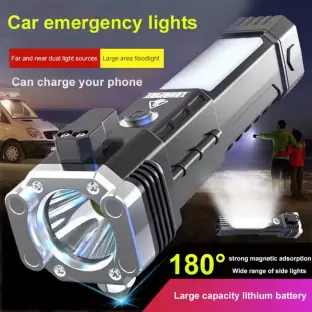 Car emergency lights
Far and near dual light sources
Large area floodlight
Can charge your phone
180°
strong magnetic adsorption
Wide range of side lights
Large capacity lithium battery